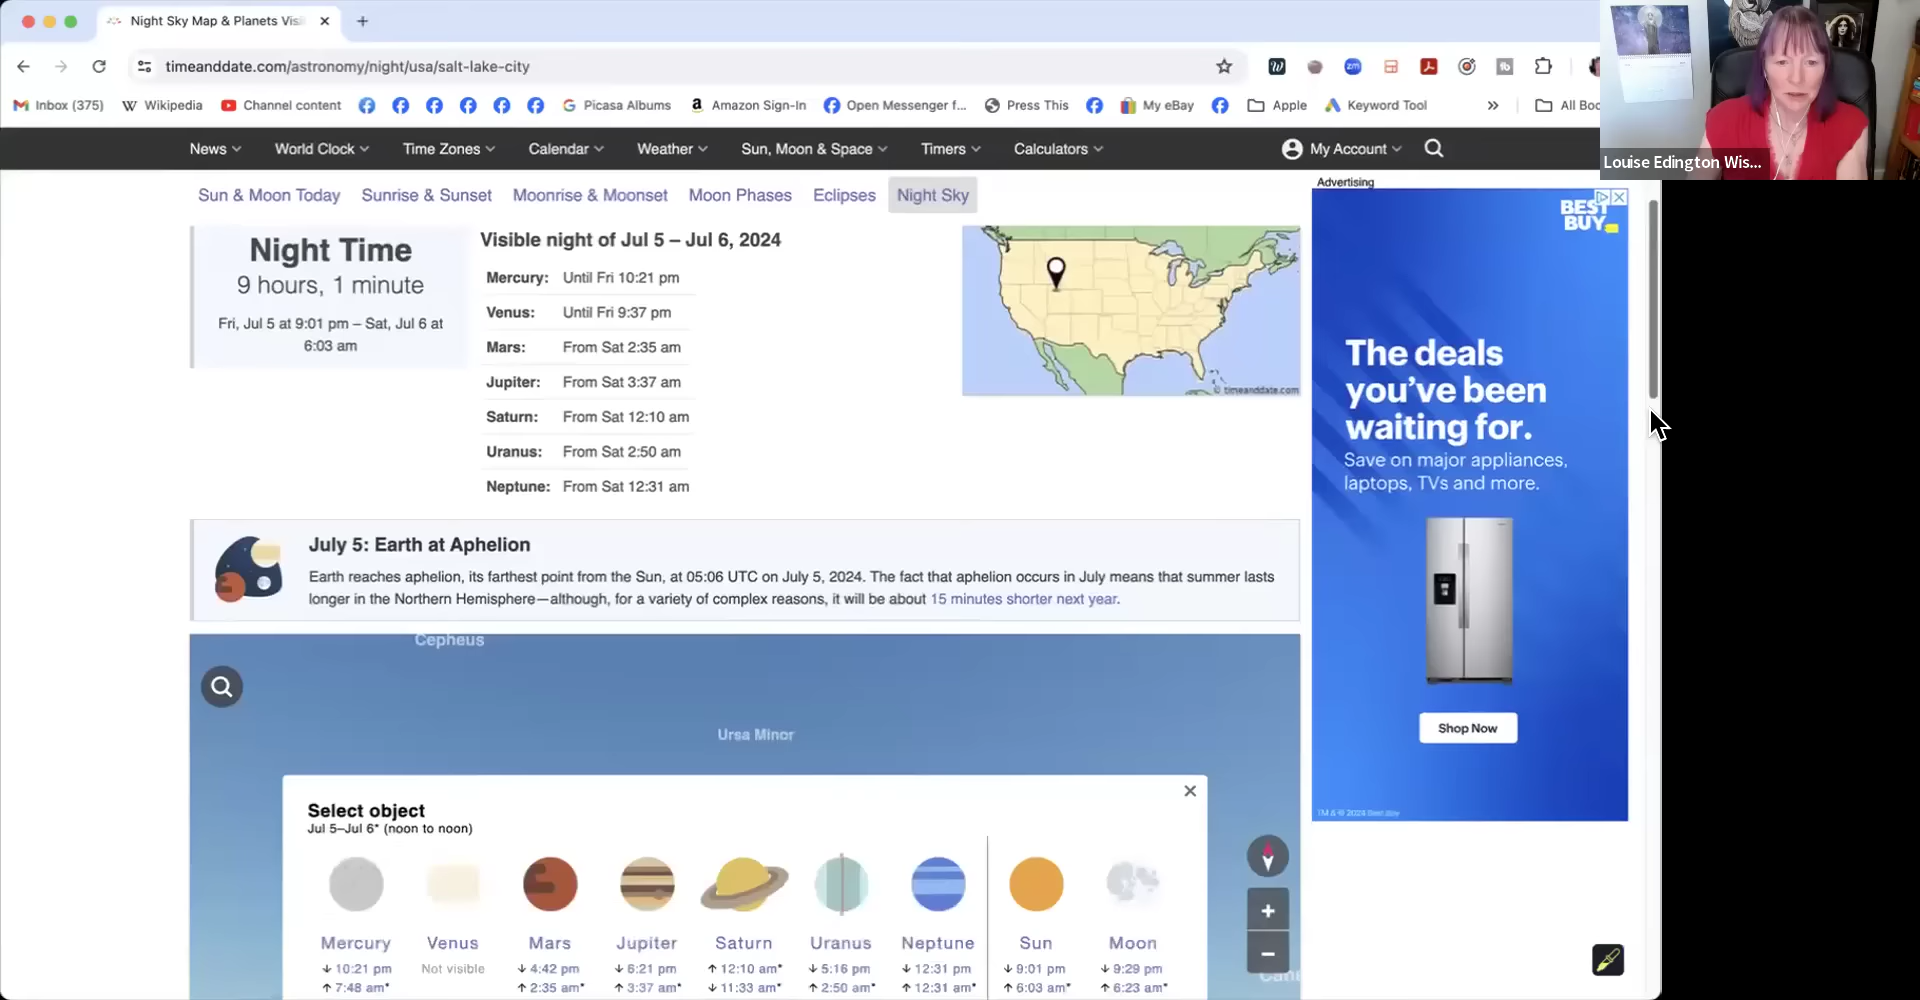 Night Sky Map & Planets Visi
timeanddate.com/astronomy/night/usa/salt-lake-city
Inbox (375)
Wikipedia
Channel content
Picasa Albums
Amazon Sign-In
Open Messenger f...
Press This
My eBay
Apple
Keyword Tool
»
All Boo
Louise Edington Wis...
News
World Clock
Time Zones
Calendar
Weather
Sun, Moon & Space
Timers
Calculators
My Account
Sun & Moon Today
Sunrise & Sunset
Moonrise & Moonset
Moon Phases
Eclipses
Night Sky
Night Time
9 hours, 1 minute
Fri, Jul 5 at 9:01 pm – Sat, Jul 6 at
6:03 am
Visible night of Jul 5 – Jul 6, 2024
Mercury: Until Fri 10:21 pm
Venus: Until Fri 9:37 pm
Mars: From Sat 2:35 am
Jupiter: From Sat 3:37 am
Saturn: From Sat 12:10 am
Uranus: From Sat 2:50 am
Neptune: From Sat 12:31 am
© timeanddate.com
July 5: Earth at Aphelion
Earth reaches aphelion, its farthest point from the Sun, at 05:06 UTC on July 5, 2024. The fact that aphelion occurs in July means that summer lasts
longer in the Northern Hemisphere—although, for a variety of complex reasons, it will be about 15 minutes shorter next year.
Cepheus
Ursa Minor
Select object
Jul 5–Jul 6* (noon to noon)
Mercury
↓ 10:21 pm
↑ 7:48 am*
Venus
Not visible
Mars
↓ 4:42 pm
↑ 2:35 am*
Jupiter
↓ 6:21 pm
↑ 3:37 am*
Saturn
↑ 12:10 am*
↓ 11:33 am*
Uranus
↓ 5:16 pm
↑ 2:50 am*
Neptune
↓ 12:31 pm
↑ 12:31 am*
Sun
↓ 9:01 pm
↑ 6:03 am*
Moon
↓ 9:29 pm
↑ 6:23 am*
Advertising
BEST
BUY
The deals
you've been
waiting for.
Save on major appliances,
laptops, TVs and more.
Shop Now
TM & © 2024 Best Buy